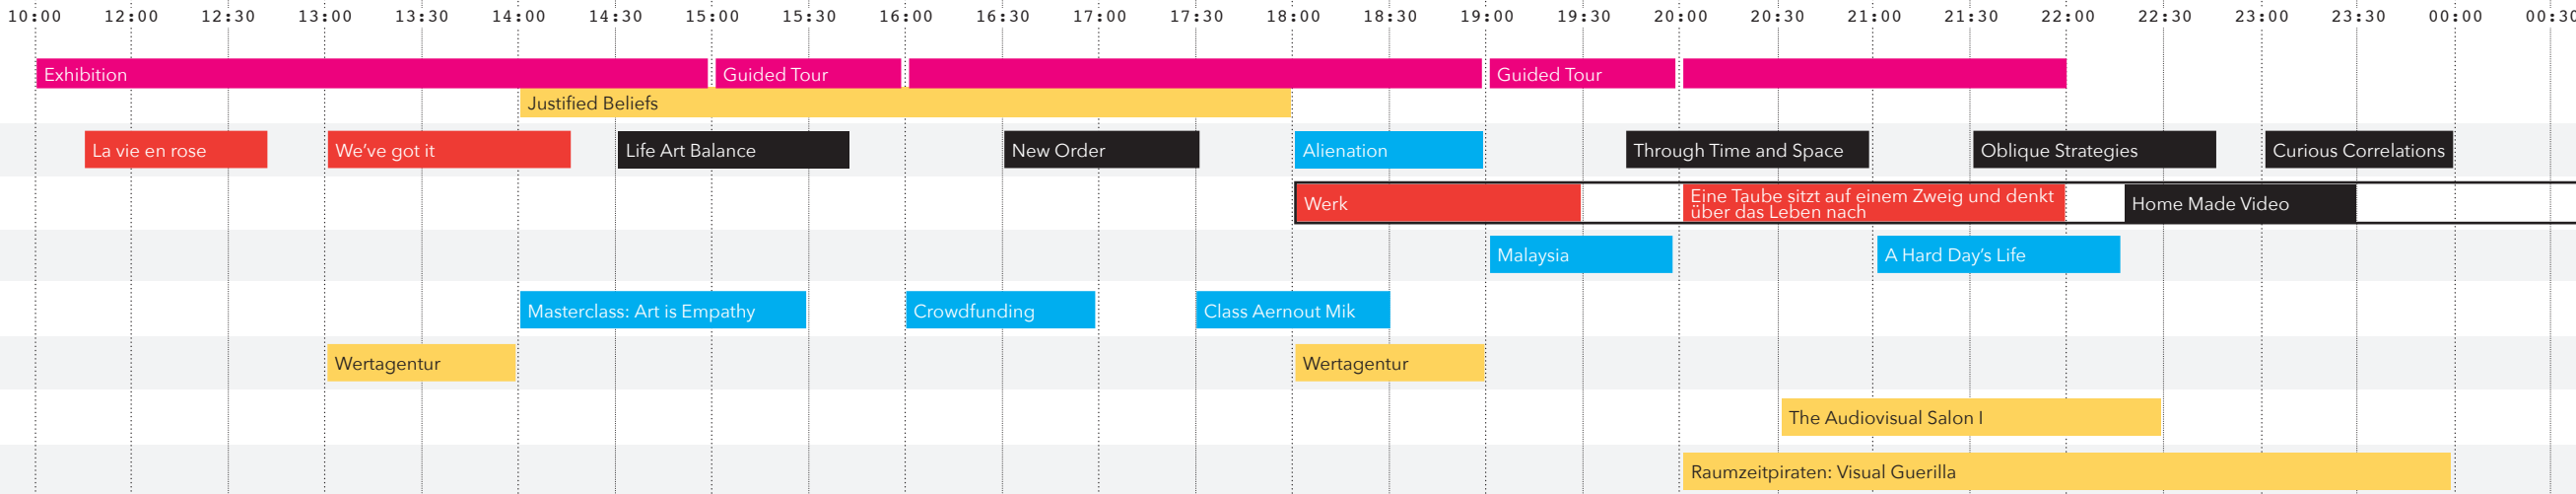 10:00 12:00 12:30 13:00 13:30 14:00 14:30 15:00 15:30 16:00 16:30 17:00 17:30 18:00 18:30 19:00 19:30 20:00 20:30 21:00 21:30 22:00 22:30 23:00 23:30 00:00 00:30
Exhibition Guided Tour Guided Tour
Justified Beliefs
La vie en rose We’ve got it Life Art Balance New Order Alienation Through Time and Space Oblique Strategies Curious Correlations
Werk Eine Taube sitzt auf einem Zweig und denkt
über das Leben nach Home Made Video
Malaysia A Hard Day’s Life
Masterclass: Art is Empathy Crowdfunding Class Aernout Mik
Wertagentur Wertagentur
The Audiovisual Salon I
Raumzeitpiraten: Visual Guerilla